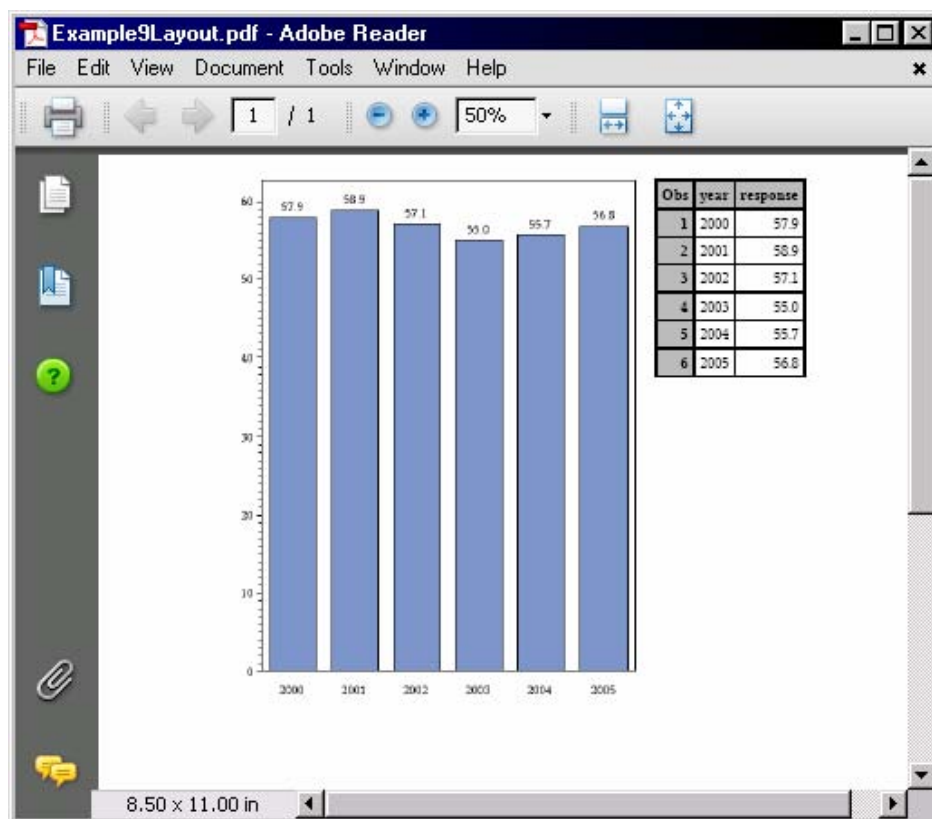 Example9Layout.pdf - Adobe Reader
File Edit View Document Tools Window Help
1 / 1 50%
60
50
40
30
20
10
0
57.9 58.9 57.1 55.0 55.7 56.8
2000 2001 2002 2003 2004 2005
Obs year response
1 2000 57.9
2 2001 58.9
3 2002 57.1
4 2003 55.0
5 2004 55.7
6 2005 56.8
8.50 x 11.00 in